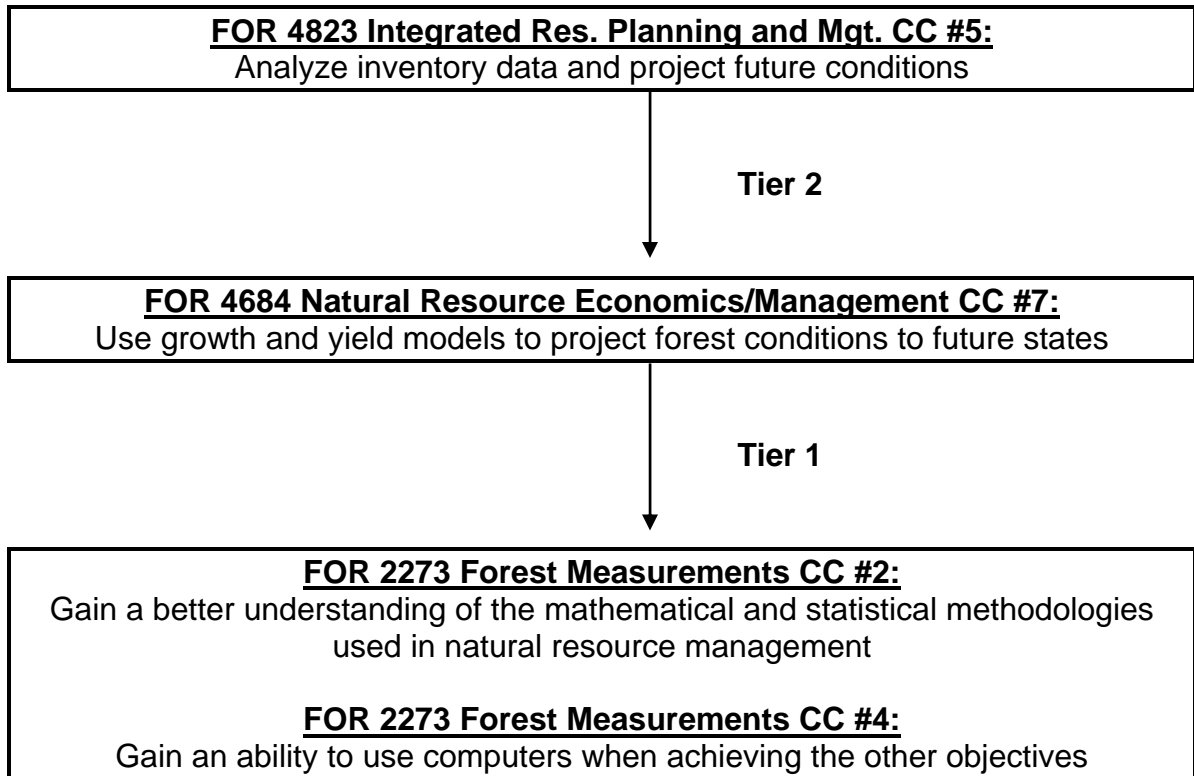 FOR 4823 Integrated Res. Planning and Mgt. CC #5:
Analyze inventory data and project future conditions
Tier 2
FOR 4684 Natural Resource Economics/Management CC #7:
Use growth and yield models to project forest conditions to future states
Tier 1
FOR 2273 Forest Measurements CC #2:
Gain a better understanding of the mathematical and statistical methodologies
used in natural resource management
FOR 2273 Forest Measurements CC #4:
Gain an ability to use computers when achieving the other objectives